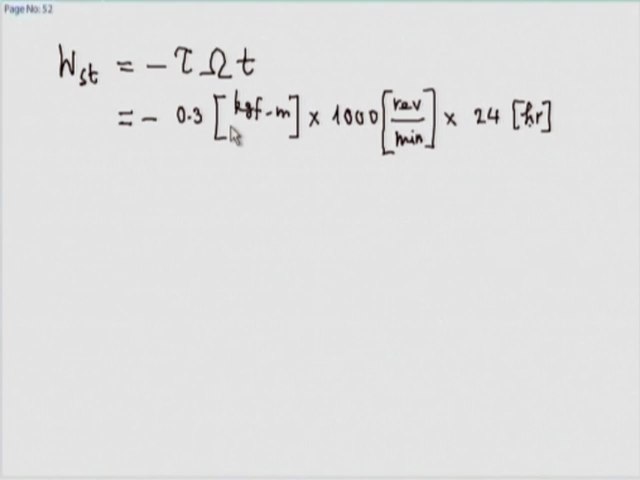 Page No: 52
W_st = - τ Ω t
= - 0.3 [kgf-m] × 1000 [rev/min] × 24 [hr]